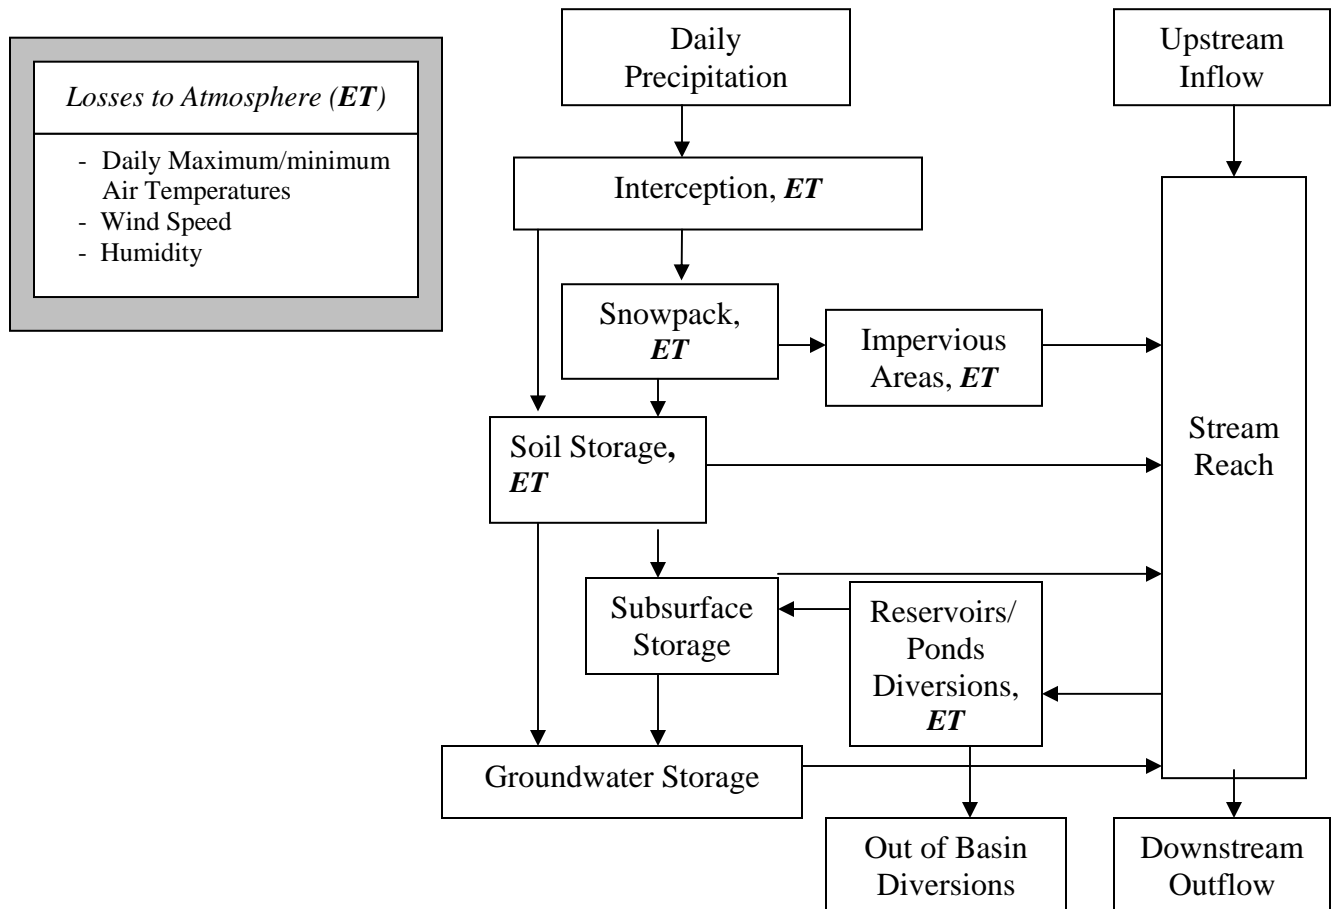 Daily
Precipitation
Upstream
Inflow
Losses to Atmosphere (ET)
- Daily Maximum/minimum
Air Temperatures
- Wind Speed
- Humidity
Interception, ET
Snowpack,
ET
Impervious
Areas, ET
Soil Storage,
ET
Stream
Reach
Subsurface
Storage
Reservoirs/
Ponds
Diversions,
ET
Groundwater Storage
Out of Basin
Diversions
Downstream
Outflow